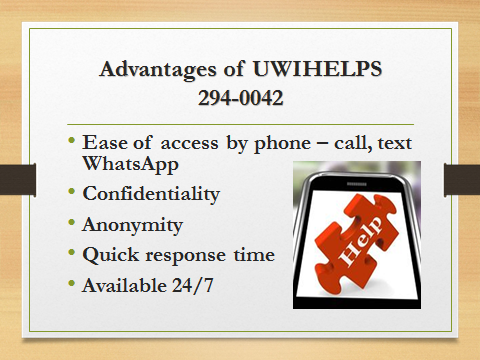 Advantages of UWIHELPS
294-0042
• Ease of access by phone – call, text
WhatsApp
• Confidentiality
• Anonymity
• Quick response time
• Available 24/7
Help